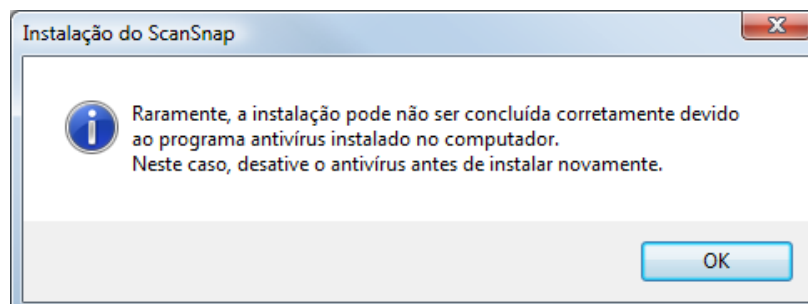 Instalação do ScanSnap
Raramente, a instalação pode não ser concluída corretamente devido
ao programa antivírus instalado no computador.
Neste caso, desative o antivírus antes de instalar novamente.
OK